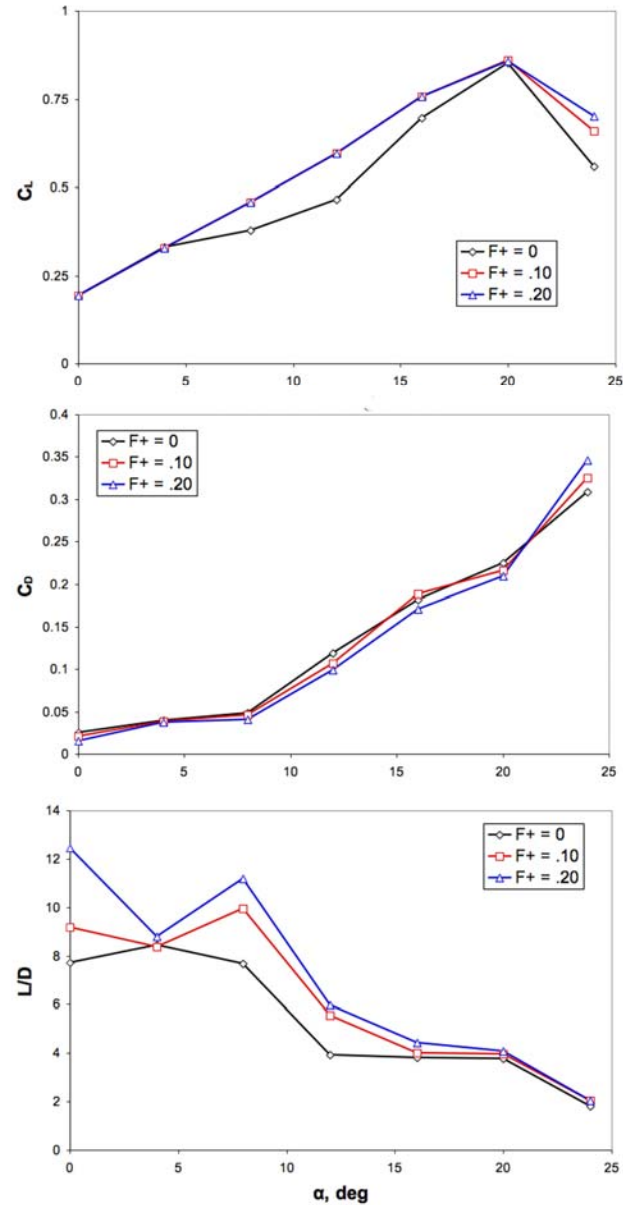 1
0.75
0.5
0.25
0
CL
0 5 10 15 20 25
F+ = 0
F+ = .10
F+ = .20
0.4
0.35
0.3
0.25
0.2
0.15
0.1
0.05
0
CD
0 5 10 15 20 25
F+ = 0
F+ = .10
F+ = .20
14
12
10
8
6
4
2
0
L/D
0 5 10 15 20 25
F+ = 0
F+ = .10
F+ = .20
α, deg